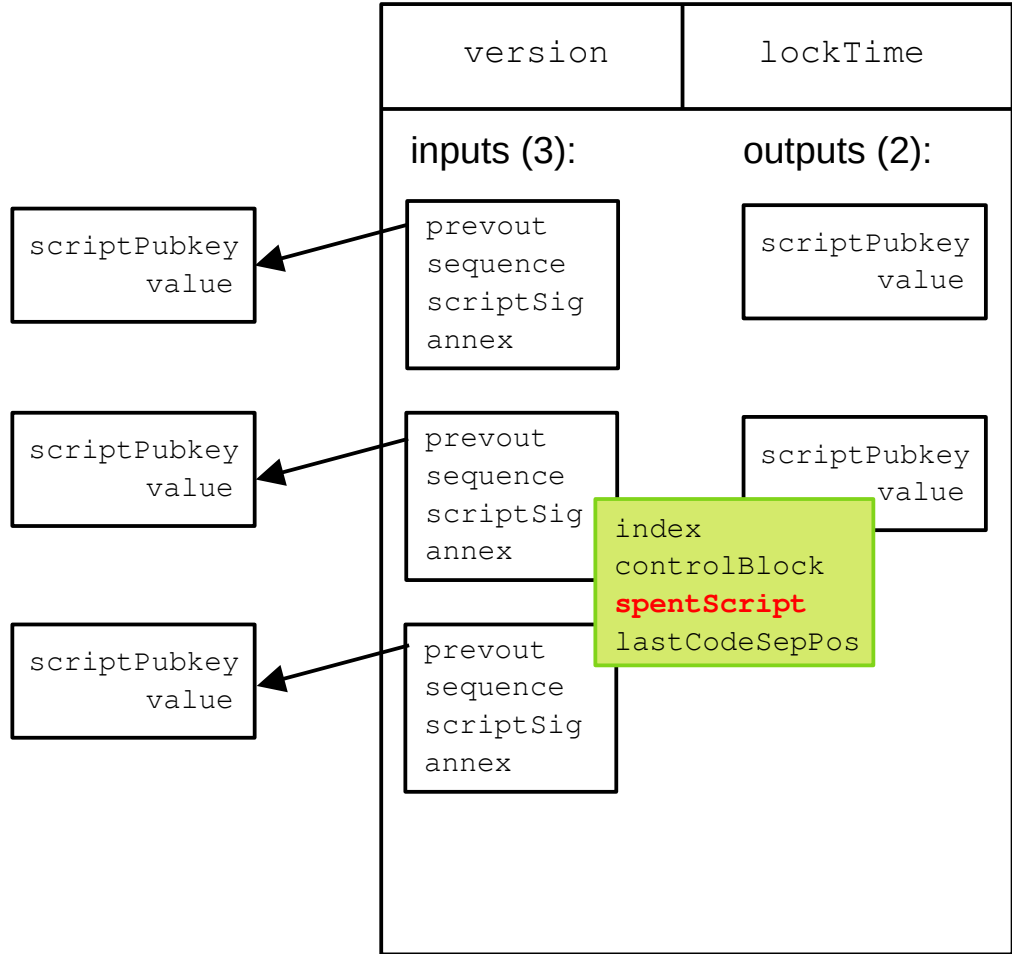 version
lockTime
inputs (3):
outputs (2):
scriptPubkey
value
prevout
sequence
scriptSig
annex
scriptPubkey
value
scriptPubkey
value
prevout
sequence
scriptSig
annex
scriptPubkey
value
index
controlBlock
spentScript
lastCodeSepPos
scriptPubkey
value
prevout
sequence
scriptSig
annex